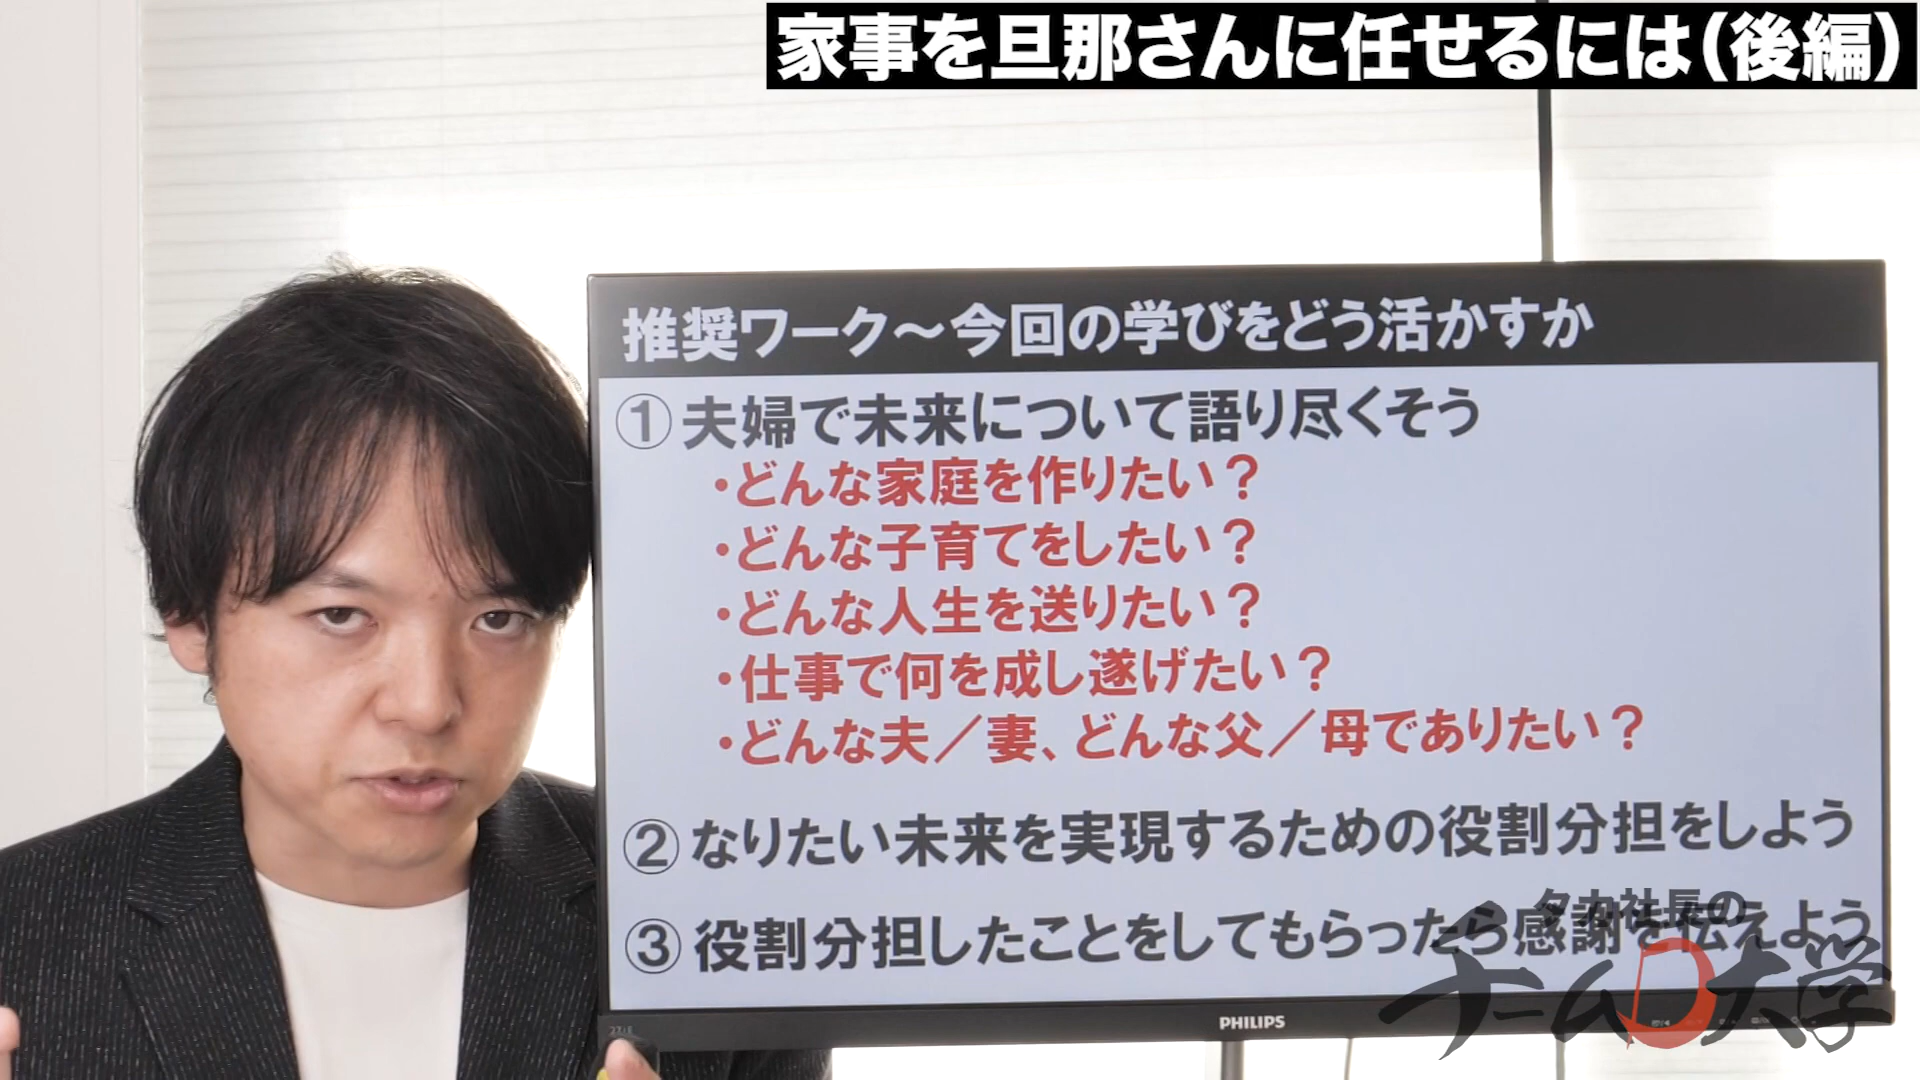 家事を旦那さんに任せるには（後編）
推奨ワーク～今回の学びをどう活かすか
①夫婦で未来について語り尽くそう
・どんな家庭を作りたい？
・どんな子育てをしたい？
・どんな人生を送りたい？
・仕事で何を成し遂げたい？
・どんな夫／妻、どんな父／母でありたい？
②なりたい未来を実現するための役割分担をしよう
③役割分担したことをしてもらったら感謝を伝えよう
タカ社長の
チームD大学
PHILIPS